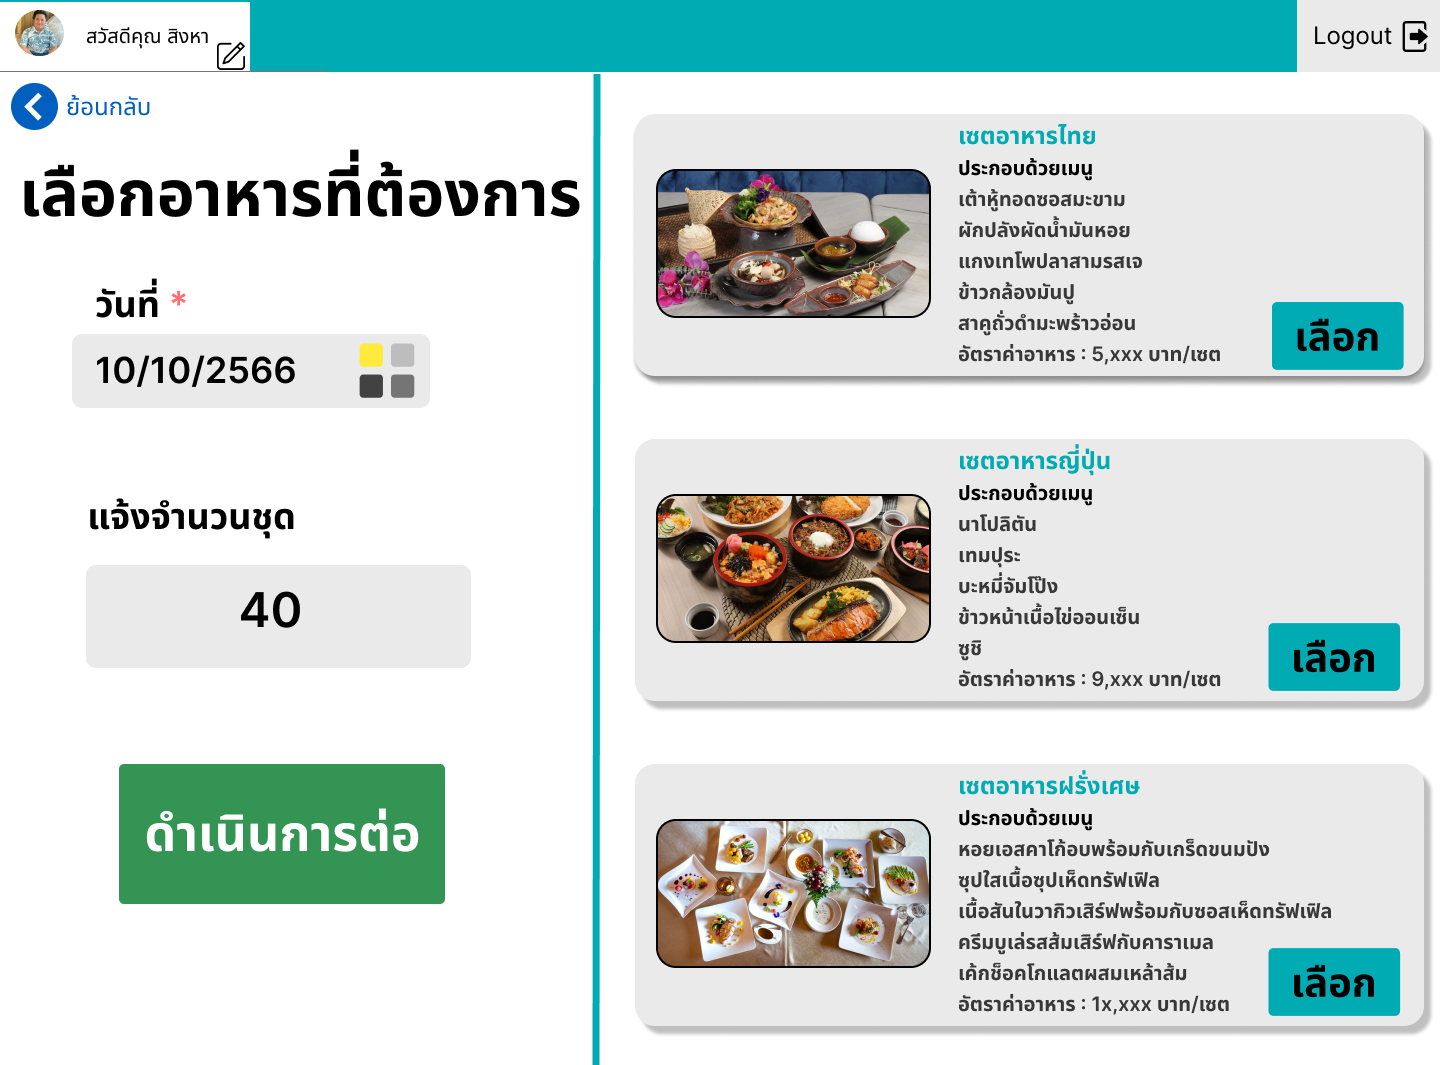 สวัสดีคุณ สิงหา
Logout
ย้อนกลับ
เลือกอาหารที่ต้องการ
วันที่ *
10/10/2566
แจ้งจำนวนชุด
40
ดำเนินการต่อ
เซตอาหารไทย
ประกอบด้วยเมนู
เต้าหู้ทอดซอสมะขาม
ผักปลังผัดน้ำมันหอย
แกงเทโพปลาสามรสเจ
ข้าวกล้องมันปู
สาคูถั่วดำมะพร้าวอ่อน
อัตราค่าอาหาร : 5,xxx บาท/เซต
เลือก
เซตอาหารญี่ปุ่น
ประกอบด้วยเมนู
นาโปลิตัน
เทมปุระ
บะหมี่จัมโป๊ง
ข้าวหน้าเนื้อไข่ออนเซ็น
ซูชิ
อัตราค่าอาหาร : 9,xxx บาท/เซต
เลือก
เซตอาหารฝรั่งเศษ
ประกอบด้วยเมนู
หอยเอสคาโก้อบพร้อมกับเกร็ดขนมปัง
ซุปใสเนื้อซุปเห็ดทรัฟเฟิล
เนื้อสันในวากิวเสิร์ฟพร้อมกับซอสเห็ดทรัฟเฟิล
ครีมบูเล่รสส้มเสิร์ฟกับคาราเมล
เค้กช็อคโกแลตผสมเหล้าส้ม
อัตราค่าอาหาร : 1x,xxx บาท/เซต
เลือก